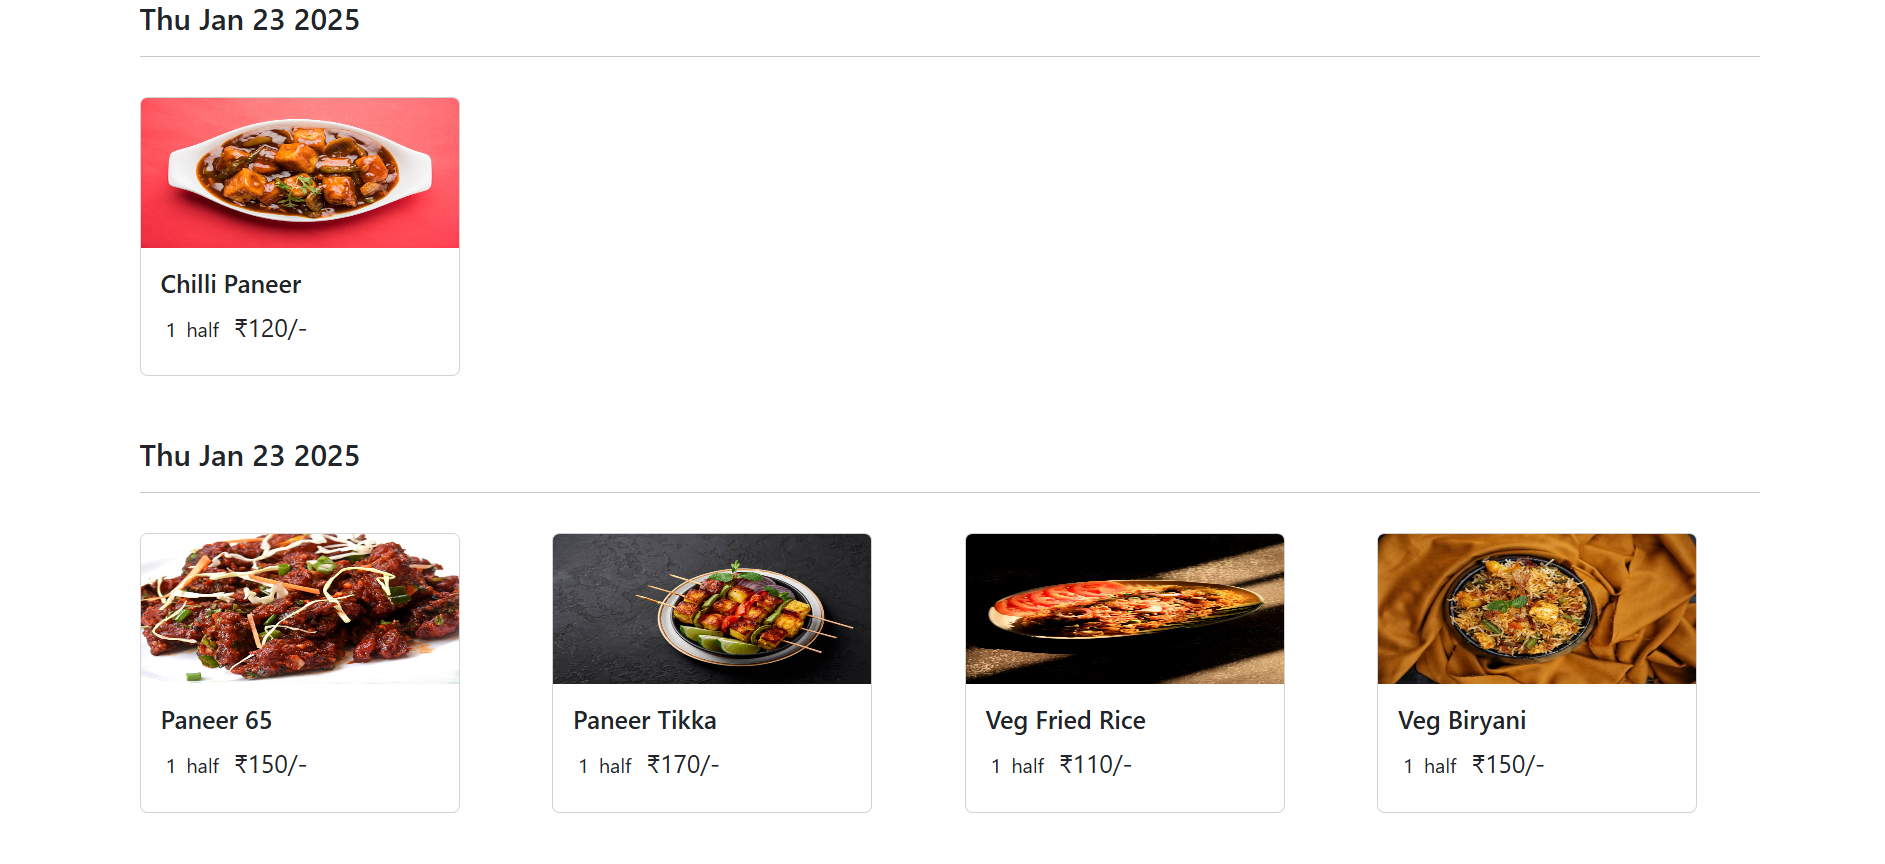 Thu Jan 23 2025
Chilli Paneer
1 half ₹120/-
Thu Jan 23 2025
Paneer 65
1 half ₹150/-
Paneer Tikka
1 half ₹170/-
Veg Fried Rice
1 half ₹110/-
Veg Biryani
1 half ₹150/-